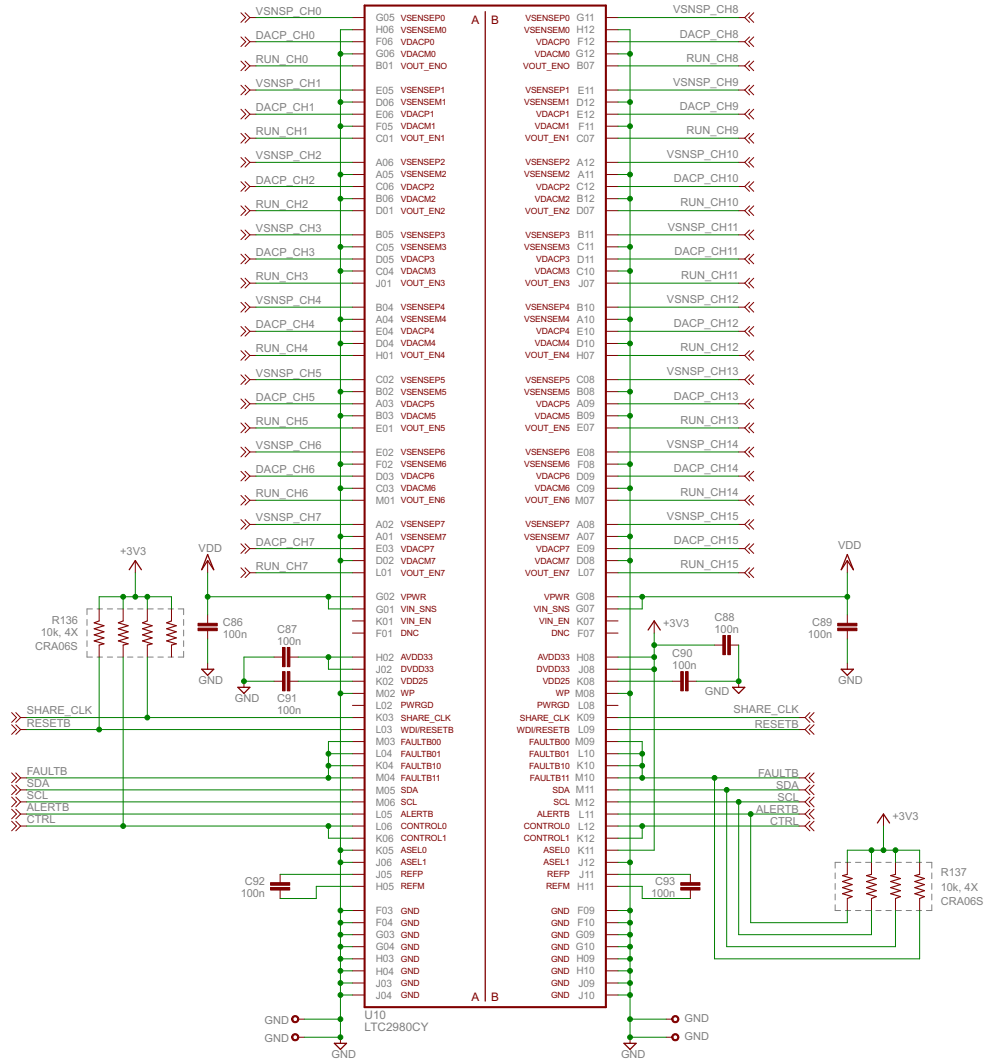 VSNSP_CH0 G05 VSENSEP0 A B VSENSEP0 G11 VSNSP_CH8
H06 VSENSEM0 VSENSEM0 H12
DACP_CH0 F06 VDACP0 VDACP0 F12 DACP_CH8
G06 VDACM0 VDACM0 G12
RUN_CH0 B01 VOUT_EN0 VOUT_EN0 B07 RUN_CH8
VSNSP_CH1 E05 VSENSEP1 VSENSEP1 E11 VSNSP_CH9
D06 VSENSEM1 VSENSEM1 D12
DACP_CH1 E06 VDACP1 VDACP1 E12 DACP_CH9
F05 VDACM1 VDACM1 F11
RUN_CH1 C01 VOUT_EN1 VOUT_EN1 C07 RUN_CH9
VSNSP_CH2 A06 VSENSEP2 VSENSEP2 A12 VSNSP_CH10
A05 VSENSEM2 VSENSEM2 A11
DACP_CH2 C06 VDACP2 VDACP2 C12 DACP_CH10
B06 VDACM2 VDACM2 B12
RUN_CH2 D01 VOUT_EN2 VOUT_EN2 D07 RUN_CH10
VSNSP_CH3 B05 VSENSEP3 VSENSEP3 B11 VSNSP_CH11
C05 VSENSEM3 VSENSEM3 C11
DACP_CH3 D05 VDACP3 VDACP3 D11 DACP_CH11
C04 VDACM3 VDACM3 C10
RUN_CH3 J01 VOUT_EN3 VOUT_EN3 J07 RUN_CH11
VSNSP_CH4 B04 VSENSEP4 VSENSEP4 B10 VSNSP_CH12
A04 VSENSEM4 VSENSEM4 A10
DACP_CH4 E04 VDACP4 VDACP4 E10 DACP_CH12
D04 VDACM4 VDACM4 D10
RUN_CH4 H01 VOUT_EN4 VOUT_EN4 H07 RUN_CH12
VSNSP_CH5 C02 VSENSEP5 VSENSEP5 C08 VSNSP_CH13
B02 VSENSEM5 VSENSEM5 B08
DACP_CH5 A03 VDACP5 VDACP5 A09 DACP_CH13
B03 VDACM5 VDACM5 B09
RUN_CH5 E01 VOUT_EN5 VOUT_EN5 E07 RUN_CH13
VSNSP_CH6 E02 VSENSEP6 VSENSEP6 E08 VSNSP_CH14
F02 VSENSEM6 VSENSEM6 F08
DACP_CH6 D03 VDACP6 VDACP6 D09 DACP_CH14
C03 VDACM6 VDACM6 C09
RUN_CH6 M01 VOUT_EN6 VOUT_EN6 M07 RUN_CH14
VSNSP_CH7 A02 VSENSEP7 VSENSEP7 A08 VSNSP_CH15
A01 VSENSEM7 VSENSEM7 A07
DACP_CH7 E03 VDACP7 VDACP7 E09 DACP_CH15
+3V3 VDD D02 VDACM7 VDACM7 D08 VDD
RUN_CH7 L01 VOUT_EN7 VOUT_EN7 L07 RUN_CH15
G02 VPWR VPWR G08
G01 VIN_SNS VIN_SNS G07
R136 C86 K01 VIN_EN VIN_EN K07 C88 C89
10k, 4X 100n C87 F01 DNC DNC F07 +3V3 100n 100n
CRA06S 100n C90
H02 AVDD33 AVDD33 H08 100n
J02 DVDD33 DVDD33 J08
GND K02 VDD25 VDD25 K08 GND
GND C91 M02 WP WP M08 GND
100n L02 PWRGD PWRGD L08
SHARE_CLK K03 SHARE_CLK SHARE_CLK K09 SHARE_CLK
RESETB L03 WDI/RESETB WDI/RESETB L09 RESETB
M03 FAULTB00 FAULTB00 M09
L04 FAULTB01 FAULTB01 L10
K04 FAULTB10 FAULTB10 K10
FAULTB M04 FAULTB11 FAULTB11 M10 FAULTB
SDA M05 SDA SDA M11 SDA
SCL M06 SCL SCL M12 SCL
ALERTB L05 ALERTB ALERTB L11 ALERTB
CTRL L06 CONTROL0 CONTROL0 L12 CTRL +3V3
K06 CONTROL1 CONTROL1 K12
K05 ASEL0 ASEL0 K11
J06 ASEL1 ASEL1 J12
C92 J05 REFP REFP J11 C93 R137
100n H05 REFM REFM H11 100n 10k, 4X
CRA06S
F03 GND GND F09
F04 GND GND F10
G03 GND GND G09
G04 GND GND G10
H03 GND GND H09
H04 GND GND H10
J03 GND GND J09
J04 GND A B GND J10
U10
LTC2980CY
GND GND
GND GND
GND GND